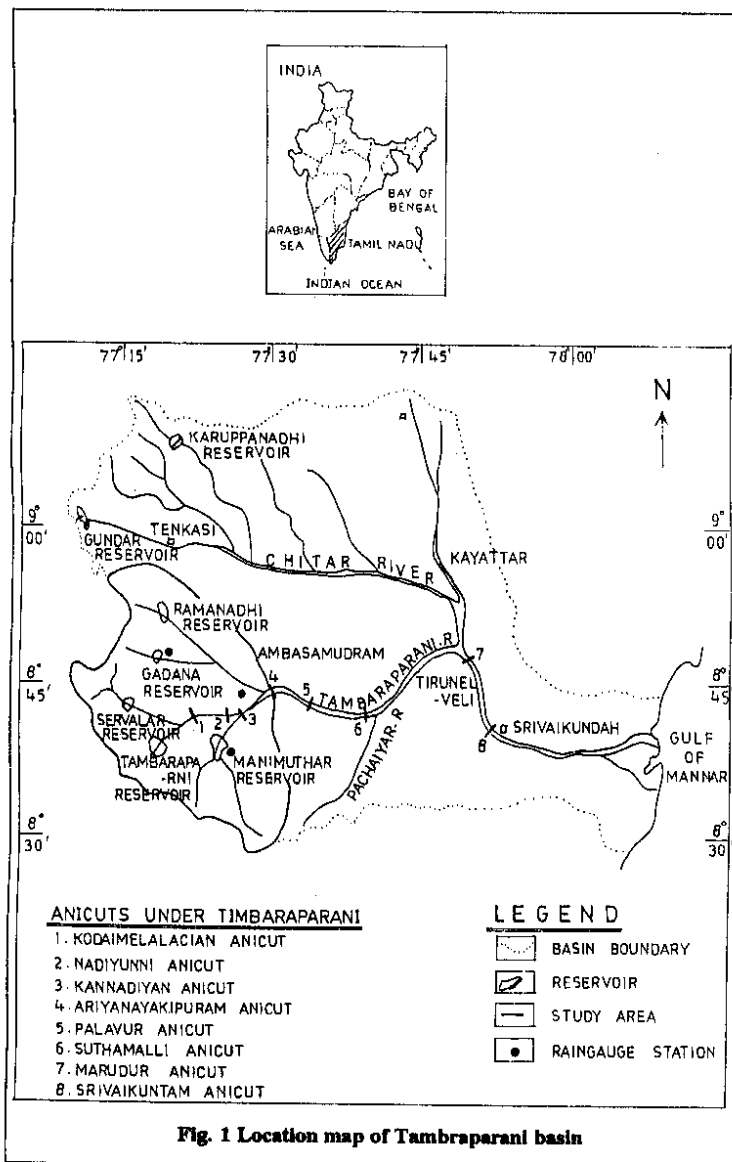 INDIA
BAY OF
BENGAL
ARABIAN
SEA
TAMIL NADU
INDIAN OCEAN
77° 15'
77° 30'
77° 45'
78° 00'
N
KARUPPANADHI
RESERVOIR
9°
00'
9°
00'
TENKASI
GUNDAR
RESERVOIR
CHITAR RIVER
KAYATTAR
RAMANADHI
RESERVOIR
AMBASAMUDRAM
GADANA
RESERVOIR
8°
45'
8°
45
TAMBARAPARANI.R
TIRUNEL
-VELI
SERVALAR
RESERVOIR
1
2
3
4
5
6
7
8
SRIVAIKUNDAH
TAMBARAPA
-RNI
RESERVOIR
MANIMUTHAR
RESERVOIR
PACHAIYAR-R
GULF
OF
MANNAR
8°
30'
8°
30
ANICUTS UNDER TIMBARAPARANI
1. KODAIMELALACIAN ANICUT
2. NADIYUNNI ANICUT
3. KANNADIYAN ANICUT
4. ARIYANAYAKIPURAM ANICUT
5. PALAVUR ANICUT
6. SUTHAMALLI ANICUT
7. MARUDUR ANICUT
8. SRIVAIKUNTAM ANICUT
LEGEND
BASIN BOUNDARY
RESERVOIR
STUDY AREA
RAINGAUGE STATION
Fig. 1 Location map of Tambraparani basin